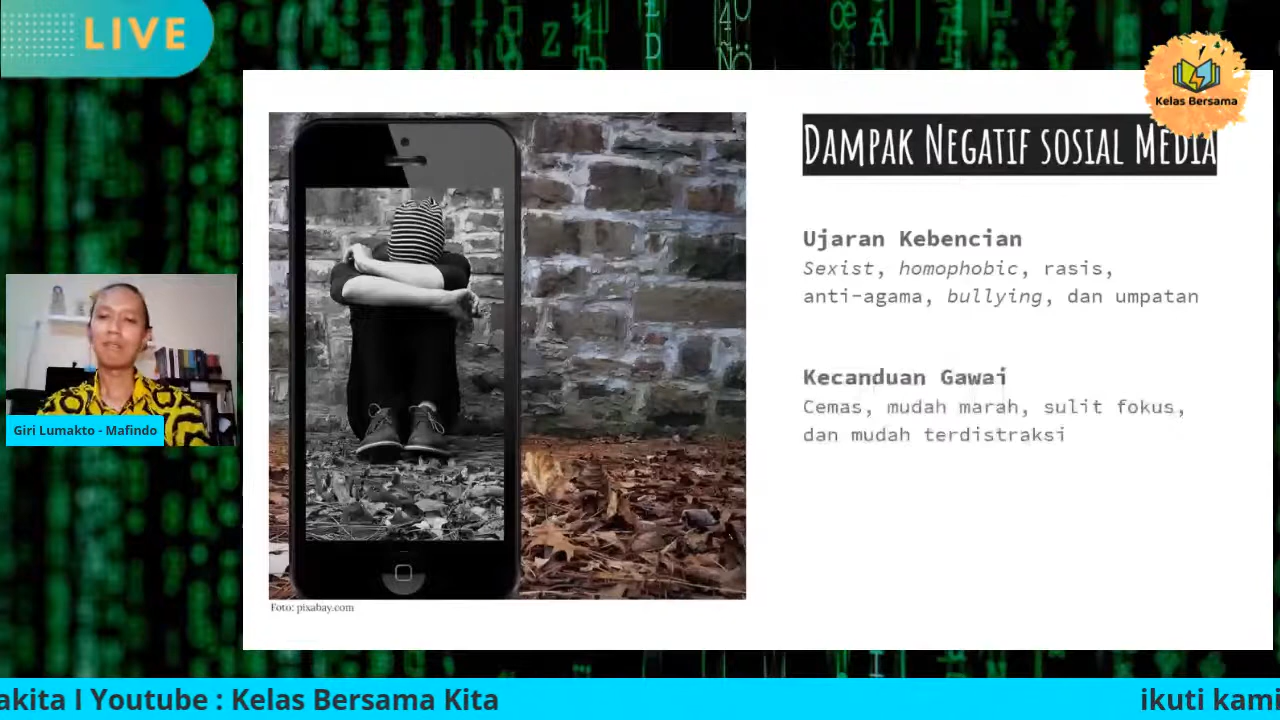 LIVE
Kelas Bersama
DAMPAK NEGATIF SOSIAL MEDIA
Ujaran Kebencian
Sexist, homophobic, rasis,
anti-agama, bullying, dan umpatan
Kecanduan Gawai
Cemas, mudah marah, sulit fokus,
dan mudah terdistraksi
Giri Lumakto - Mafindo
Foto: pixabay.com
akita I Youtube : Kelas Bersama Kita
ikuti kami